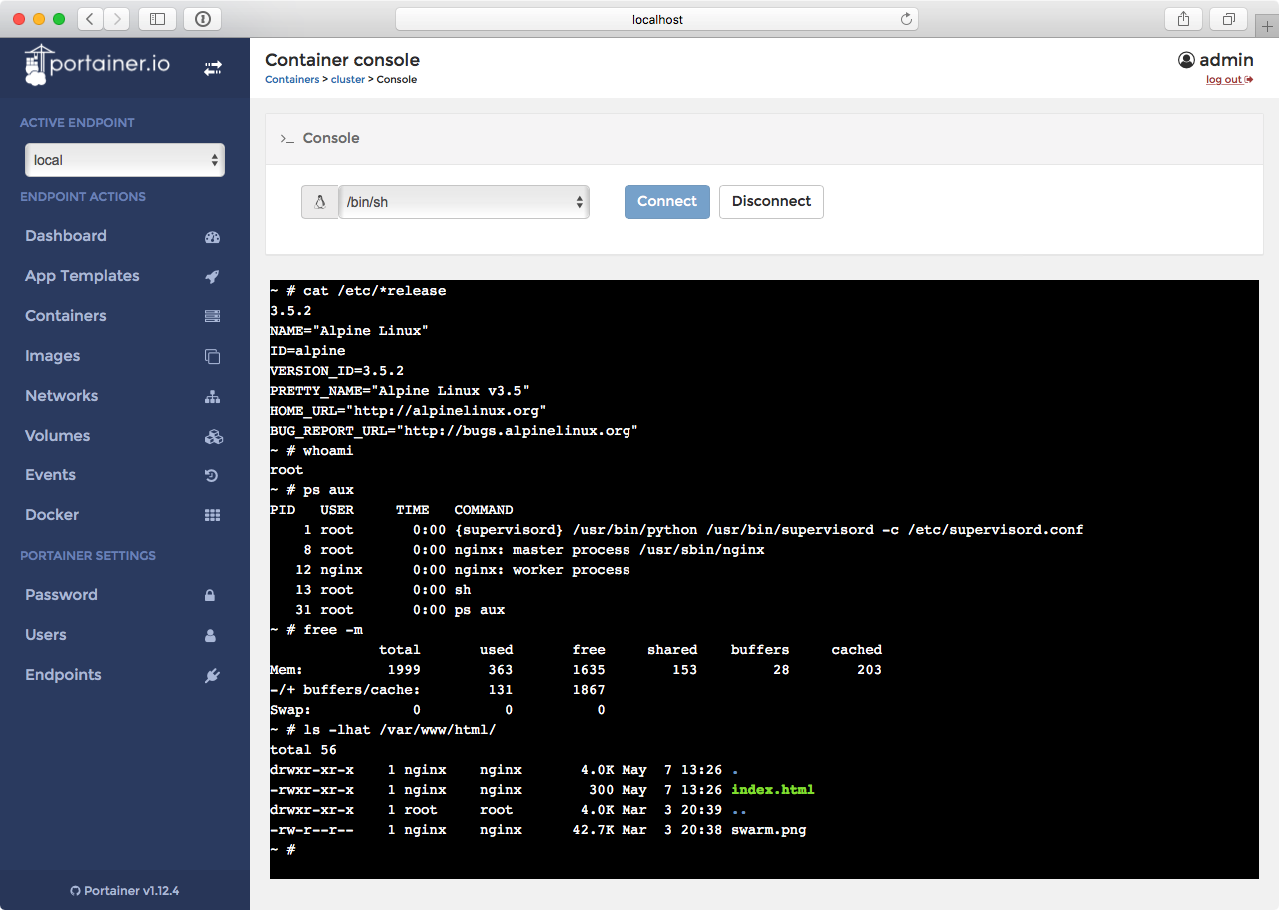 localhost
portainer.io
ACTIVE ENDPOINT
local
ENDPOINT ACTIONS
Dashboard
App Templates
Containers
Images
Networks
Volumes
Events
Docker
PORTAINER SETTINGS
Password
Users
Endpoints
Portainer v1.12.4
Container console
Containers > cluster > Console
admin
log out
>_ Console
/bin/sh
Connect
Disconnect
~ # cat /etc/*release
3.5.2
NAME="Alpine Linux"
ID=alpine
VERSION_ID=3.5.2
PRETTY_NAME="Alpine Linux v3.5"
HOME_URL="http://alpinelinux.org"
BUG_REPORT_URL="http://bugs.alpinelinux.org"
~ # whoami
root
~ # ps aux
PID   USER     TIME   COMMAND
    1 root       0:00 {supervisord} /usr/bin/python /usr/bin/supervisord -c /etc/supervisord.conf
    8 root       0:00 nginx: master process /usr/sbin/nginx
   12 nginx      0:00 nginx: worker process
   13 root       0:00 sh
   31 root       0:00 ps aux
~ # free -m
             total       used       free     shared    buffers     cached
Mem:          1999        363       1635        153         28        203
-/+ buffers/cache:        131       1867
Swap:            0          0          0
~ # ls -lhat /var/www/html/
total 56
drwxr-xr-x    1 nginx    nginx       4.0K May  7 13:26 .
-rwxr-xr-x    1 nginx    nginx        300 May  7 13:26 index.html
drwxr-xr-x    1 root     root        4.0K Mar  3 20:39 ..
-rw-r--r--    1 nginx    nginx      42.7K Mar  3 20:38 swarm.png
~ #